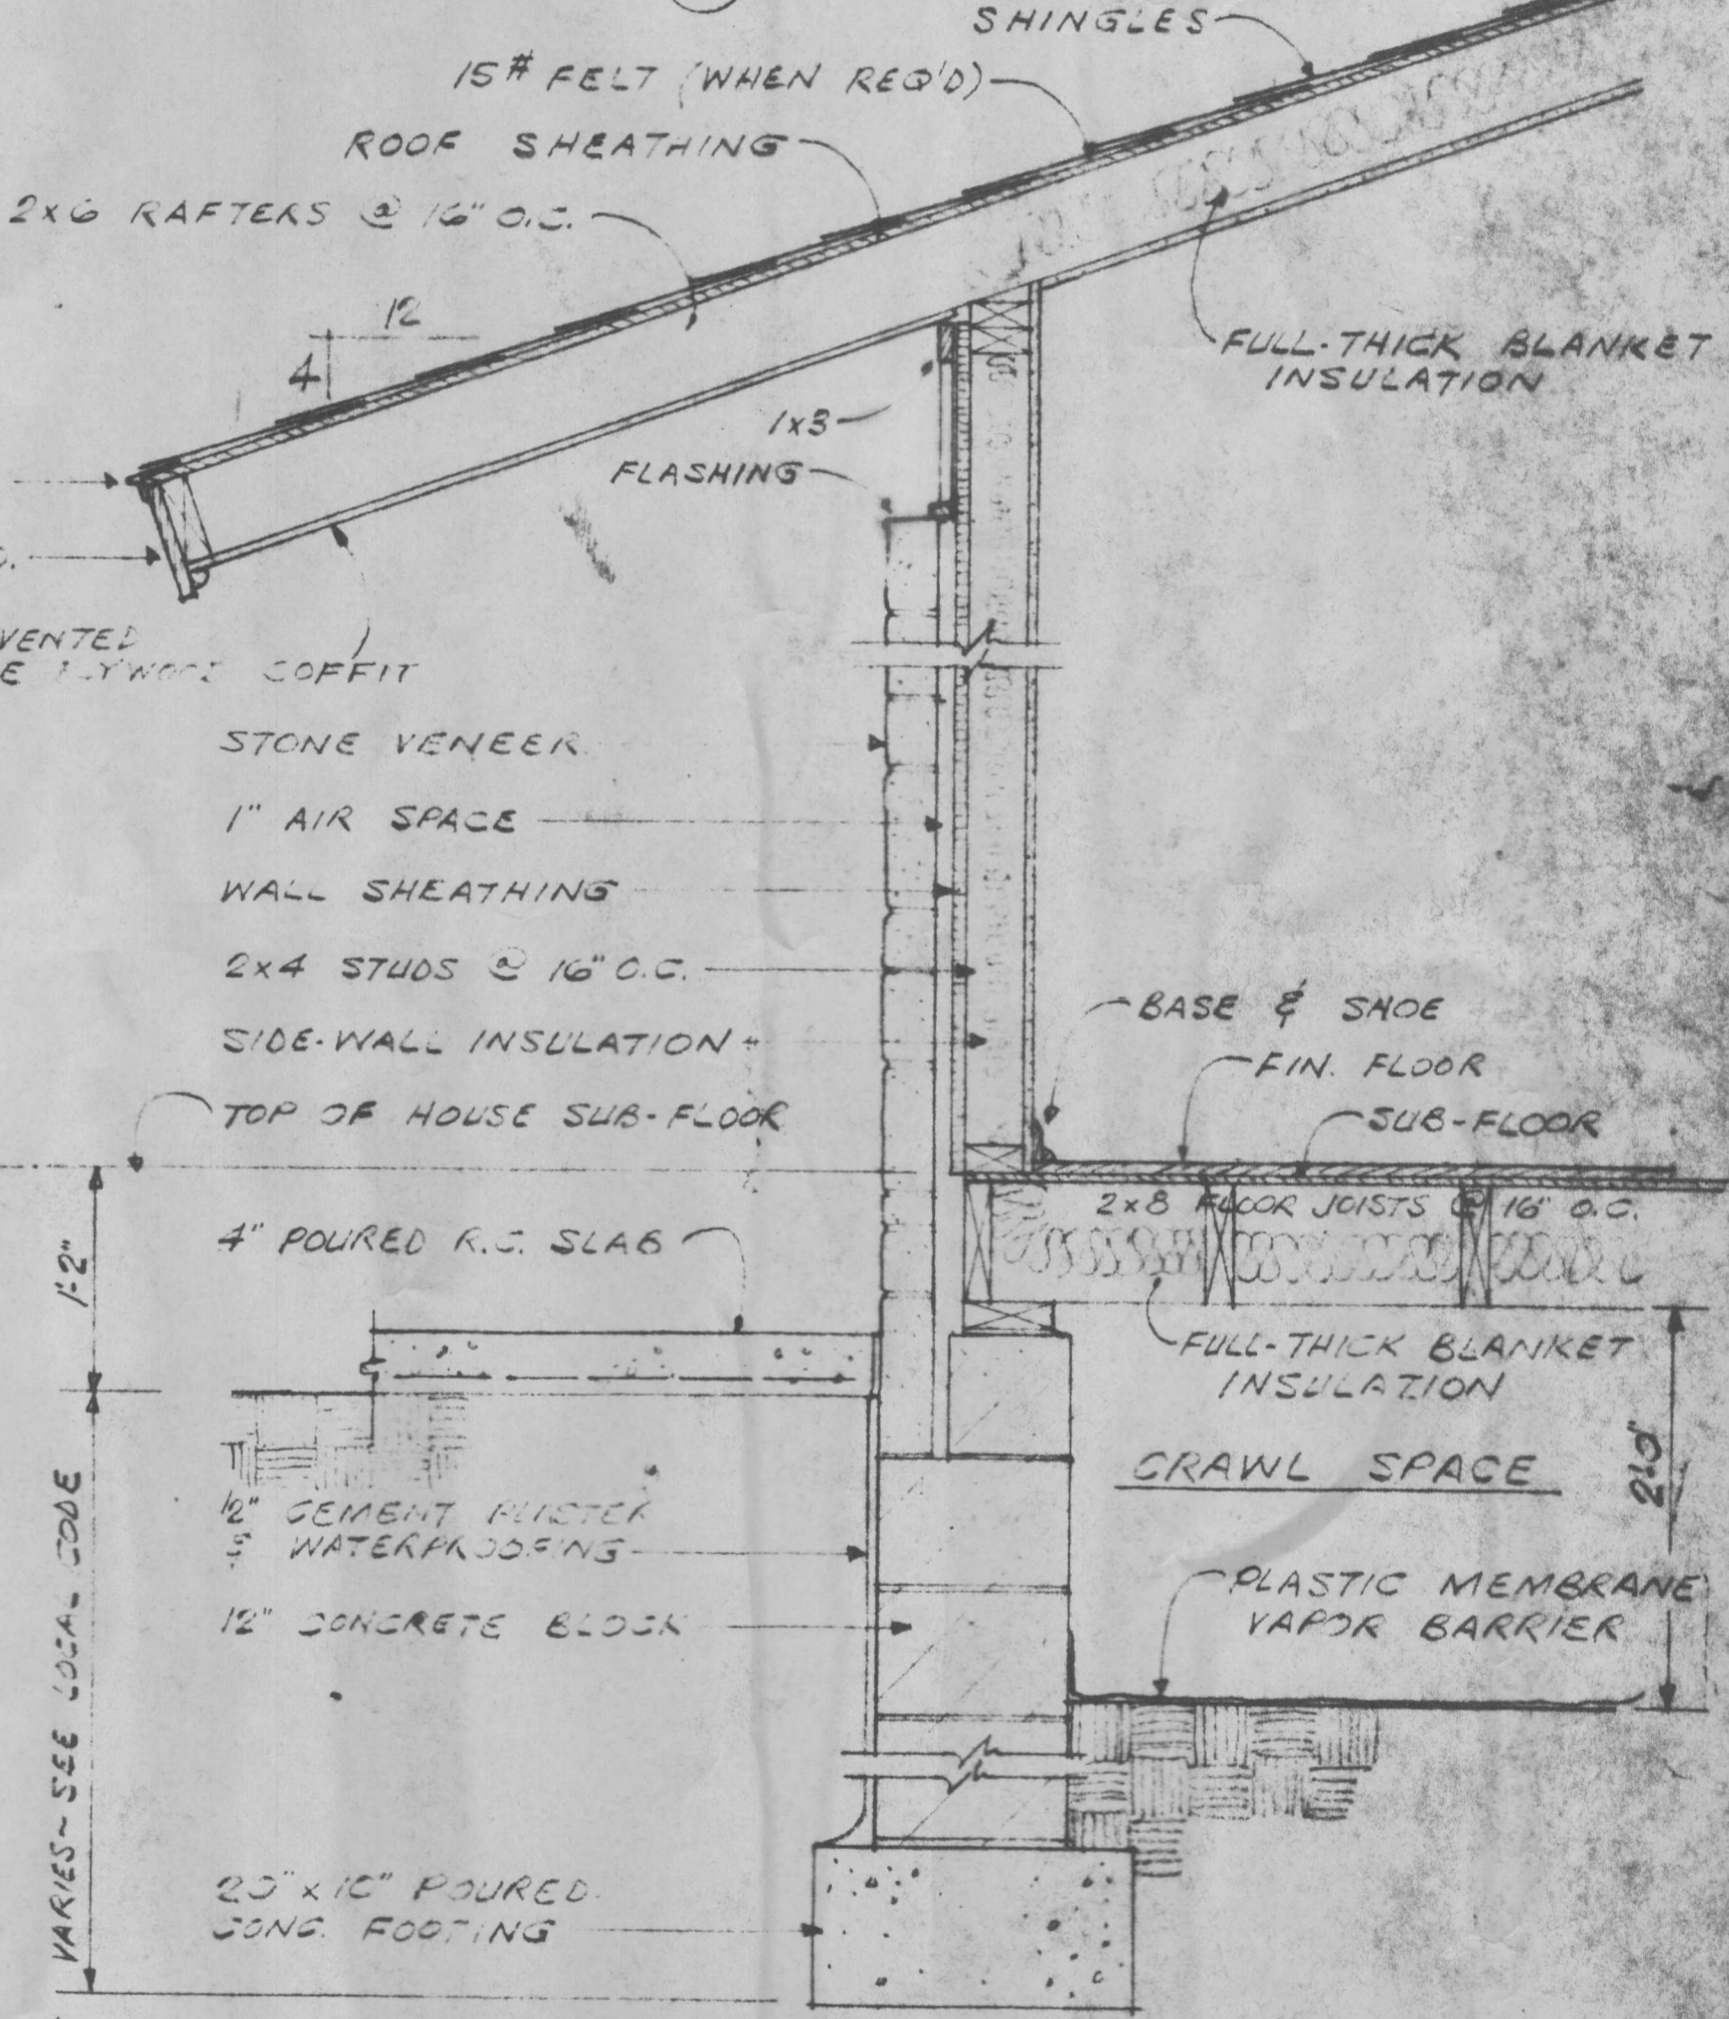 SHINGLES
15# FELT (WHEN REQ'D)
ROOF SHEATHING
2x6 RAFTERS @ 16" O.C.
12
4
FULL-THICK BLANKET
INSULATION
1x3
FLASHING
VENTED
SOFFIT
STONE VENEER
1" AIR SPACE
WALL SHEATHING
2x4 STUDS @ 16" O.C.
SIDE-WALL INSULATION
TOP OF HOUSE SUB-FLOOR
BASE & SHOE
FIN. FLOOR
SUB-FLOOR
2x8 FLOOR JOISTS @ 16" O.C.
1'-2"
4" POURED R.C. SLAB
FULL-THICK BLANKET
INSULATION
CRAWL SPACE
2'-0"
VARIES ~ SEE LOCAL CODE
CEMENT PLASTER
& WATERPROOFING
12" CONCRETE BLOCK
PLASTIC MEMBRANE
VAPOR BARRIER
20" x 10" POURED
CONC. FOOTING